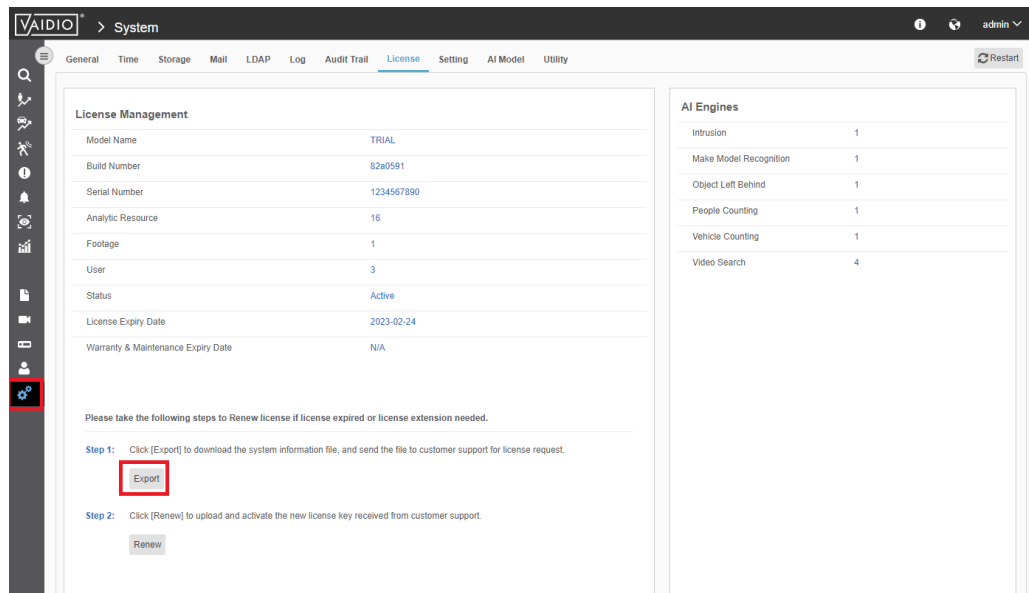 VAIDIO > System admin
General Time Storage Mail LDAP Log Audit Trail License Setting AI Model Utility Restart
License Management
Model Name TRIAL
Build Number 82a0591
Serial Number 1234567890
Analytic Resource 16
Footage 1
User 3
Status Active
License Expiry Date 2023-02-24
Warranty & Maintenance Expiry Date N/A
Please take the following steps to Renew license if license expired or license extension needed.
Step 1: Click [Export] to download the system information file, and send the file to customer support for license request.
Export
Step 2: Click [Renew] to upload and activate the new license key received from customer support.
Renew
AI Engines
Intrusion 1
Make Model Recognition 1
Object Left Behind 1
People Counting 1
Vehicle Counting 1
Video Search 4